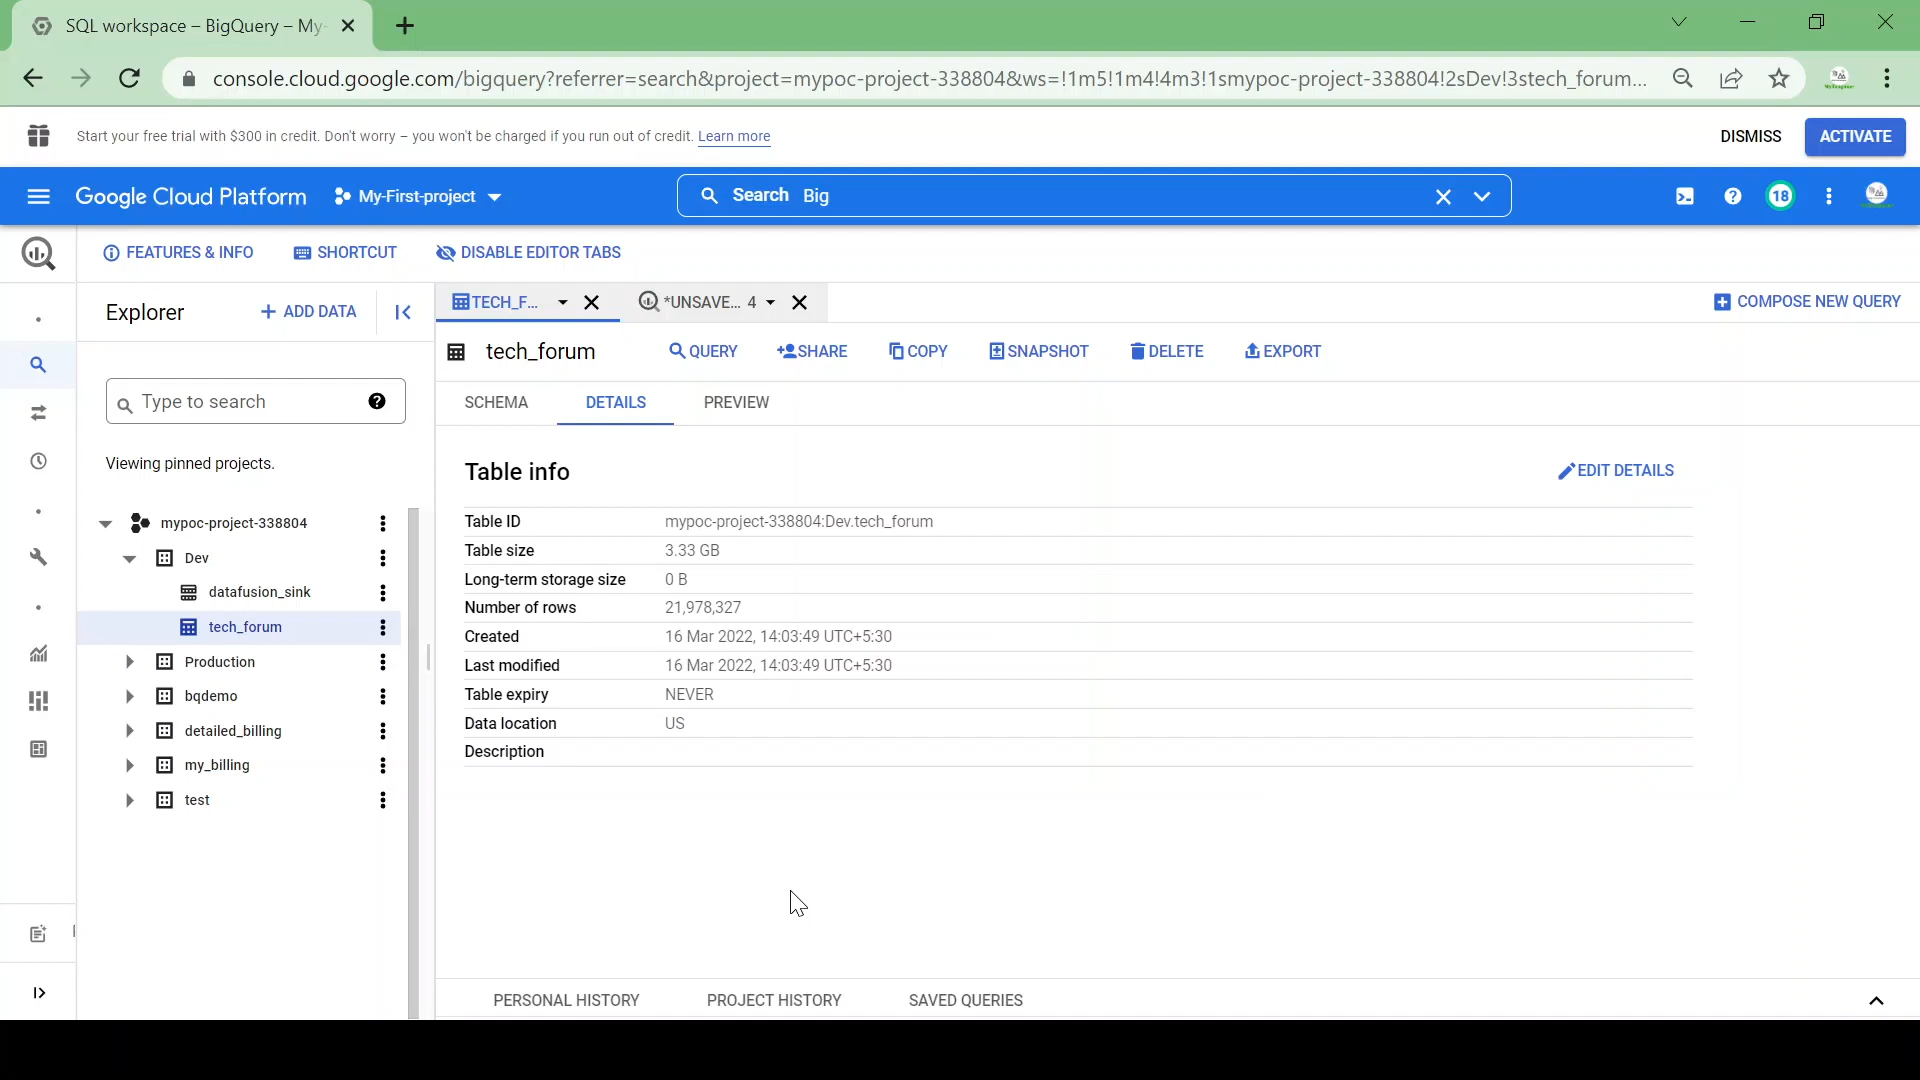 SQL workspace – BigQuery – My-
console.cloud.google.com/bigquery?referrer=search&project=mypoc-project-338804&ws=!1m5!1m4!4m3!1smypoc-project-338804!2sDev!3stech_forum...
Start your free trial with $300 in credit. Don't worry – you won't be charged if you run out of credit. Learn more
DISMISS
ACTIVATE
Google Cloud Platform
My-First-project
Search Big
18
FEATURES & INFO
SHORTCUT
DISABLE EDITOR TABS
Explorer
+ ADD DATA
TECH_F...
*UNSAVE... 4
COMPOSE NEW QUERY
tech_forum
QUERY
SHARE
COPY
SNAPSHOT
DELETE
EXPORT
Type to search
SCHEMA
DETAILS
PREVIEW
Viewing pinned projects.
mypoc-project-338804
Dev
datafusion_sink
tech_forum
Production
bqdemo
detailed_billing
my_billing
test
Table info
EDIT DETAILS
Table ID mypoc-project-338804:Dev.tech_forum
Table size 3.33 GB
Long-term storage size 0 B
Number of rows 21,978,327
Created 16 Mar 2022, 14:03:49 UTC+5:30
Last modified 16 Mar 2022, 14:03:49 UTC+5:30
Table expiry NEVER
Data location US
Description
PERSONAL HISTORY
PROJECT HISTORY
SAVED QUERIES